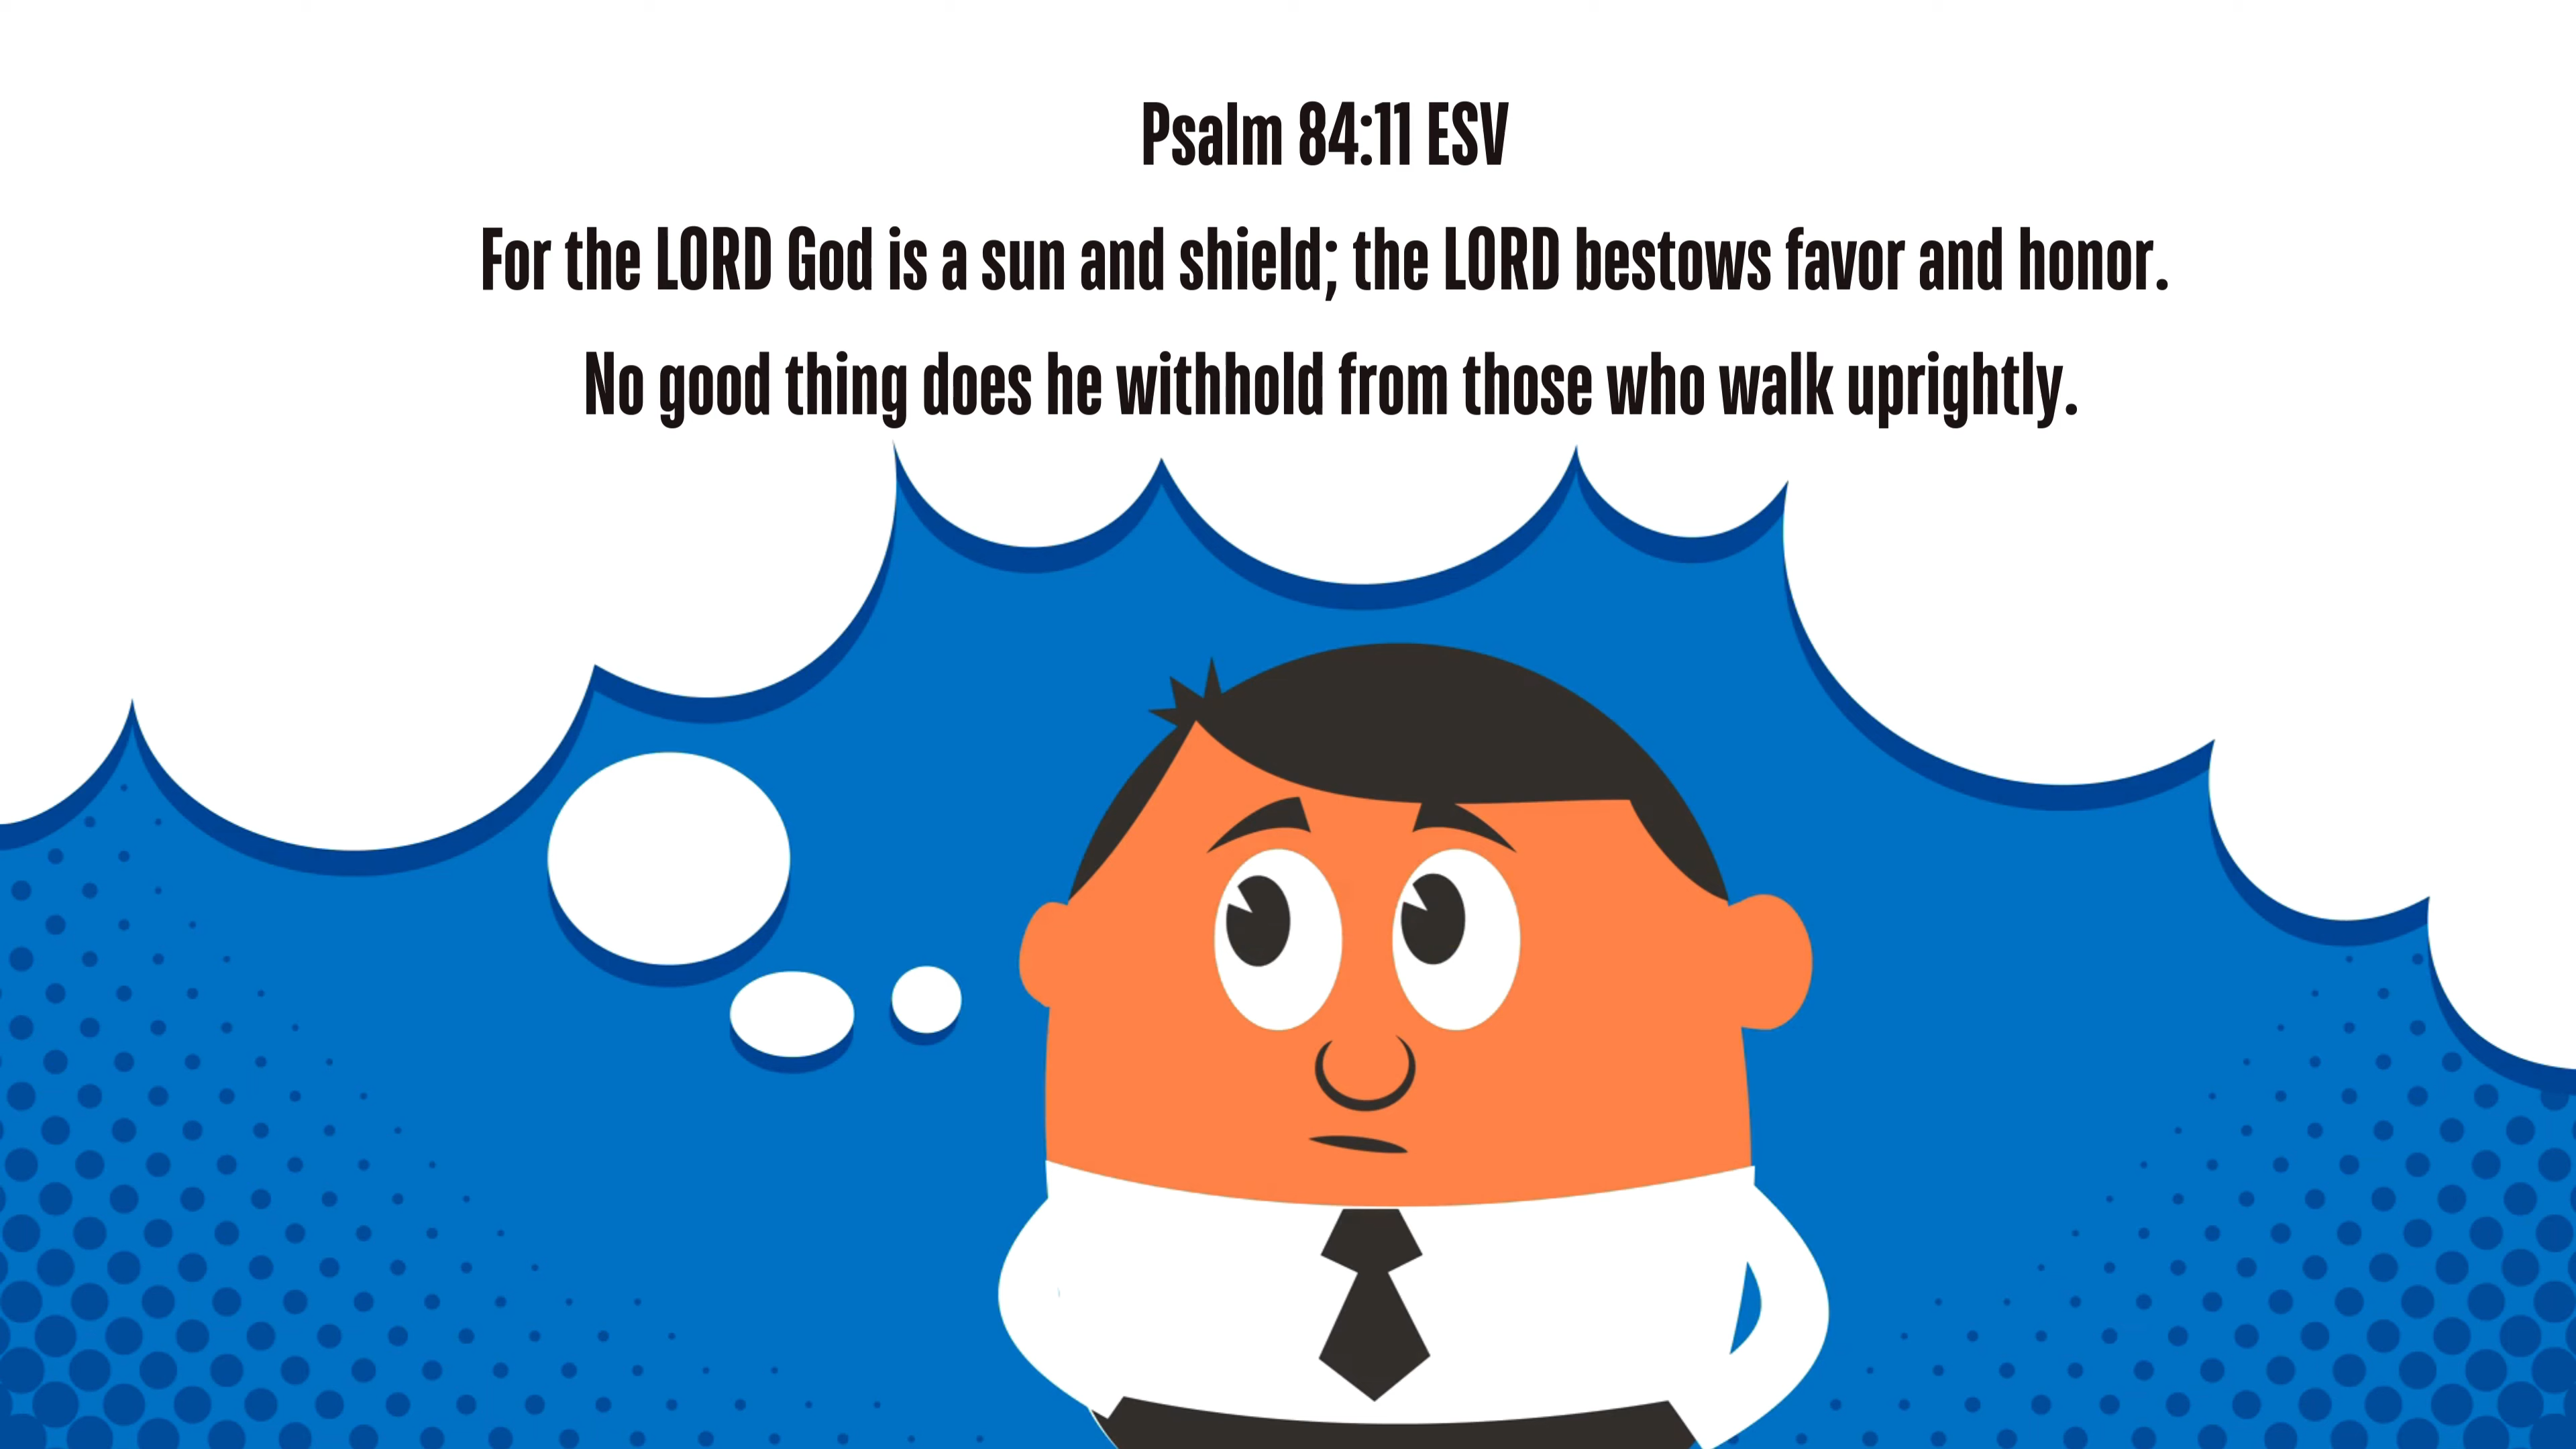 Psalm 84:11 ESV
For the LORD God is a sun and shield; the LORD bestows favor and honor.
No good thing does he withhold from those who walk uprightly.